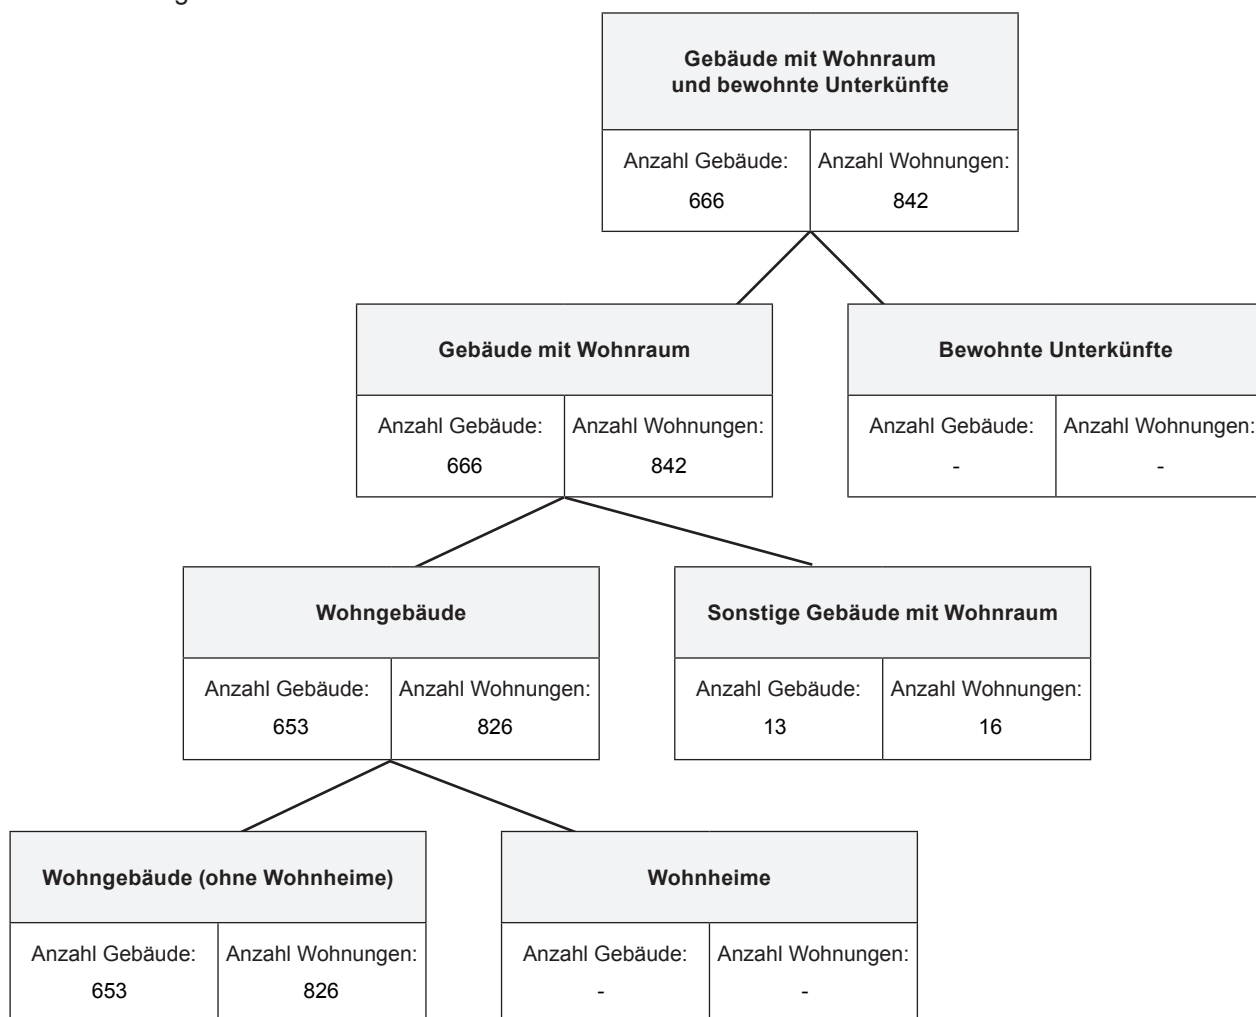 Gebäude mit Wohnraum
und bewohnte Unterkünfte
Anzahl Gebäude: Anzahl Wohnungen:
666 842
Gebäude mit Wohnraum
Anzahl Gebäude: Anzahl Wohnungen:
666 842
Bewohnte Unterkünfte
Anzahl Gebäude: Anzahl Wohnungen:
- -
Wohngebäude
Anzahl Gebäude: Anzahl Wohnungen:
653 826
Sonstige Gebäude mit Wohnraum
Anzahl Gebäude: Anzahl Wohnungen:
13 16
Wohngebäude (ohne Wohnheime)
Anzahl Gebäude: Anzahl Wohnungen:
653 826
Wohnheime
Anzahl Gebäude: Anzahl Wohnungen:
- -